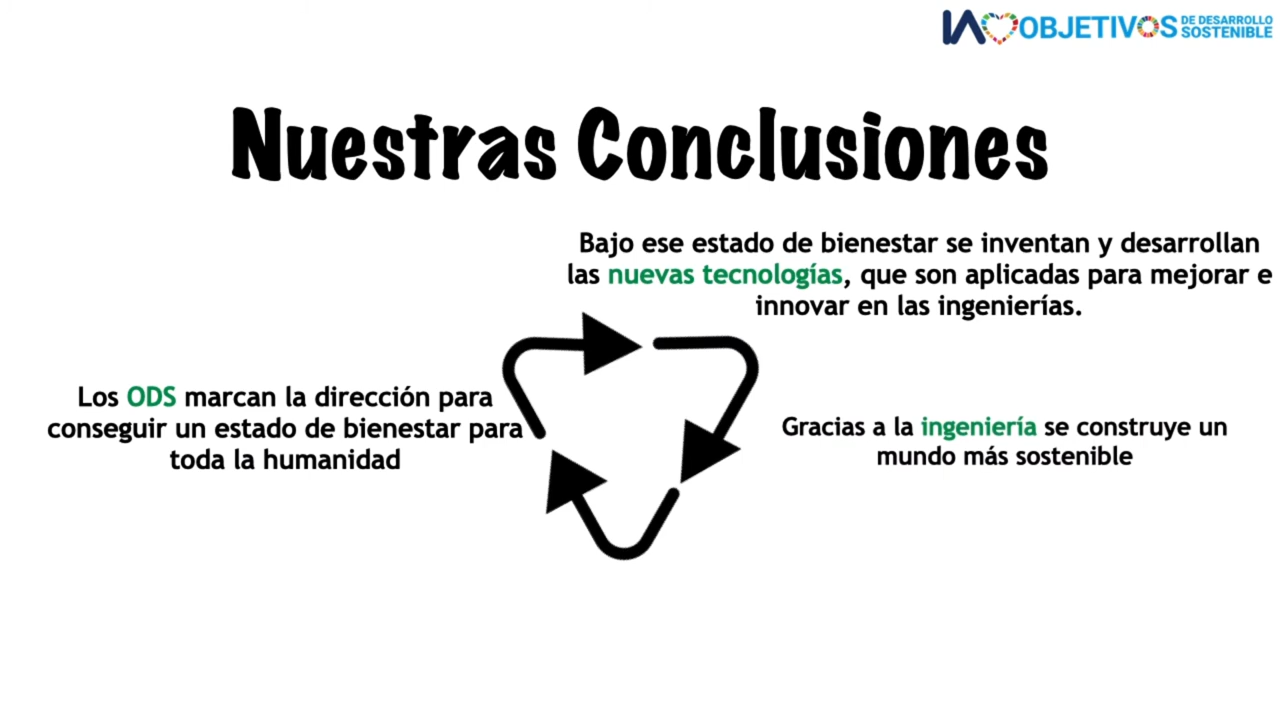 IA OBJETIVOS DE DESARROLLO
SOSTENIBLE
Nuestras Conclusiones
Bajo ese estado de bienestar se inventan y desarrollan
las nuevas tecnologías, que son aplicadas para mejorar e
innovar en las ingenierías.
Los ODS marcan la dirección para
conseguir un estado de bienestar para
toda la humanidad
Gracias a la ingeniería se construye un
mundo más sostenible